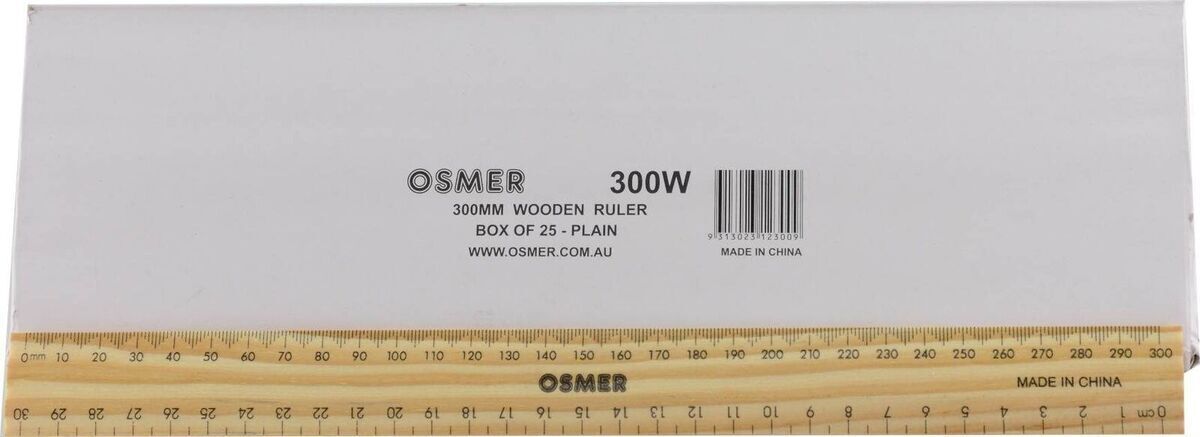 OSMER 300W
300MM WOODEN RULER
BOX OF 25 - PLAIN
WWW.OSMER.COM.AU
9 313023 123009
MADE IN CHINA
0mm 10 20 30 40 50 60 70 80 90 100 110 120 130 140 150 160 170 180 190 200 210 220 230 240 250 260 270 280 290 300
OSMER MADE IN CHINA
30 29 28 27 26 25 24 23 22 21 20 19 18 17 16 15 14 13 12 11 10 9 8 7 6 5 4 3 2 1 0cm